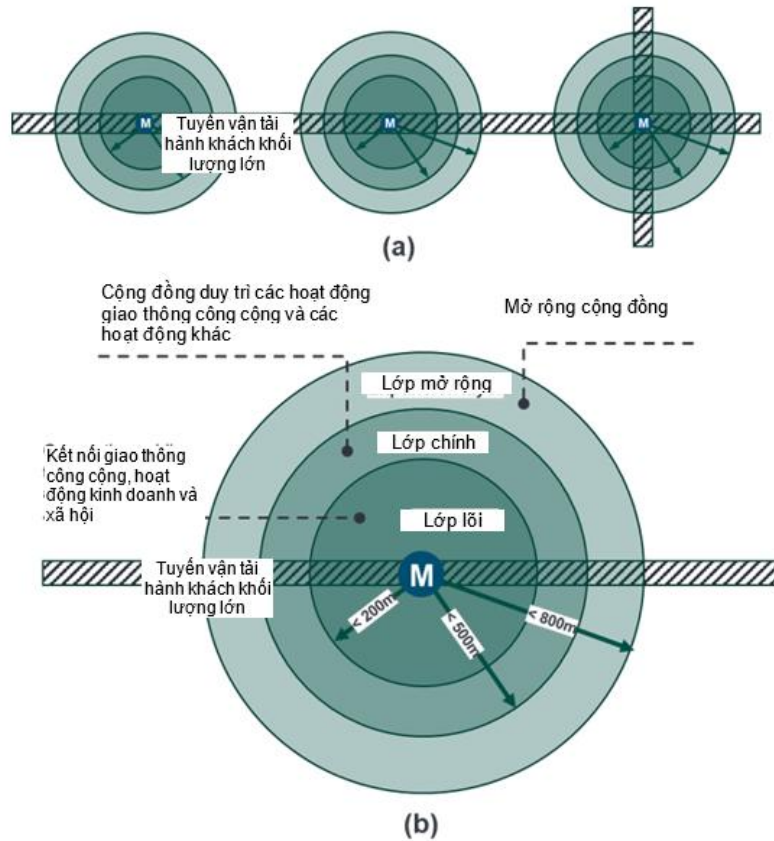 M
Tuyến vận tải
hành khách khối
lượng lớn
M
M
(a)
Cộng đồng duy trì các hoạt động
giao thông công cộng và các
hoạt động khác
Mở rộng cộng đồng
Lớp mở rộng
Lớp chính
Kết nối giao thông
công cộng, hoạt
động kinh doanh và
xã hội
Lớp lõi
Tuyến vận tải
hành khách khối
lượng lớn
M
< 200m
< 500m
< 800m
(b)